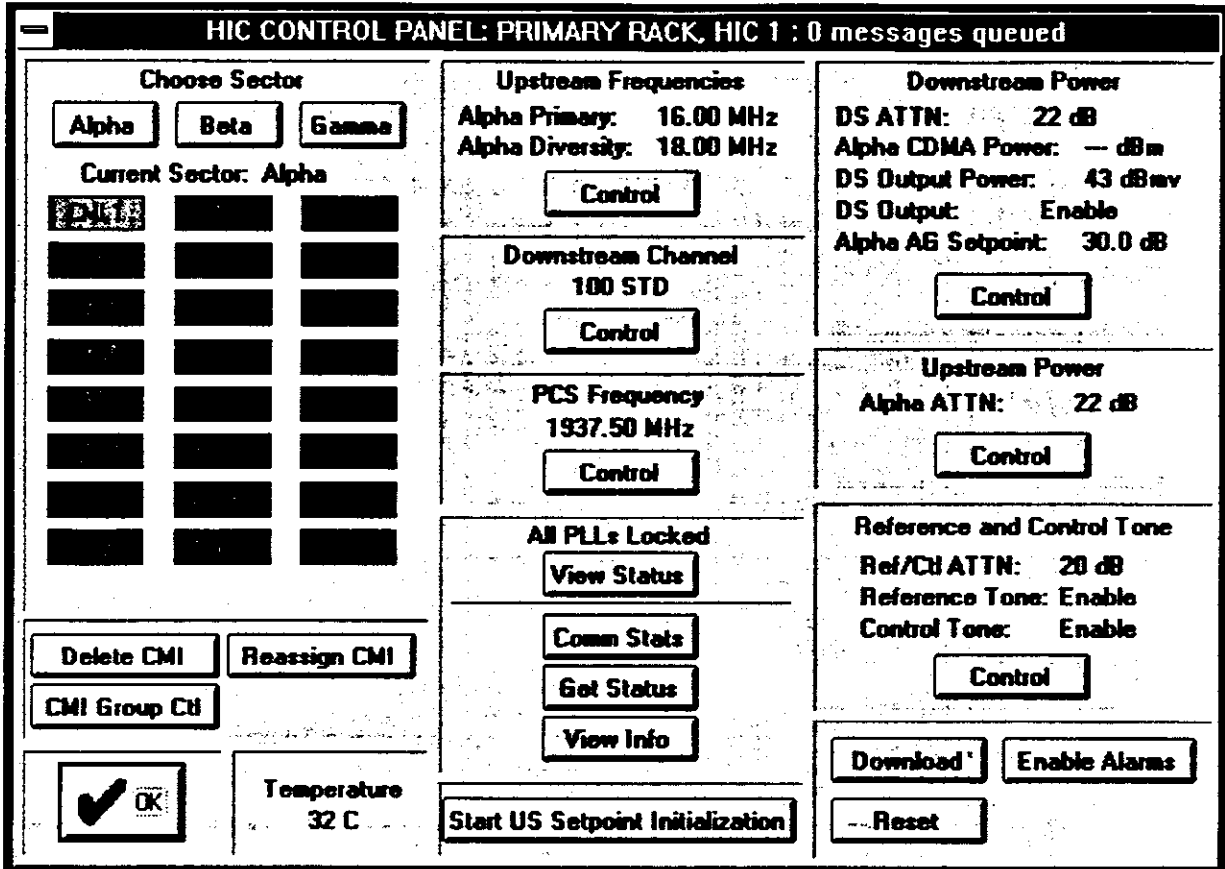 HIC CONTROL PANEL: PRIMARY RACK, HIC 1 : 0 messages queued
Choose Sector
Alpha Beta Gamma
Current Sector: Alpha
Delete CMI Reassign CMI
CMI Group Ctl
OK
Temperature
32 C
Upstream Frequencies
Alpha Primary: 16.00 MHz
Alpha Diversity: 18.00 MHz
Control
Downstream Channel
100 STD
Control
PCS Frequency
1937.50 MHz
Control
All PLLs Locked
View Status
Comm Stats
Get Status
View Info
Start US Setpoint Initialization
Downstream Power
DS ATTN: 22 dB
Alpha CDMA Power: --- dBm
DS Output Power: 43 dBmv
DS Output: Enable
Alpha AG Setpoint: 30.0 dB
Control
Upstream Power
Alpha ATTN: 22 dB
Control
Reference and Control Tone
Ref/Ctl ATTN: 20 dB
Reference Tone: Enable
Control Tone: Enable
Control
Download Enable Alarms
Reset